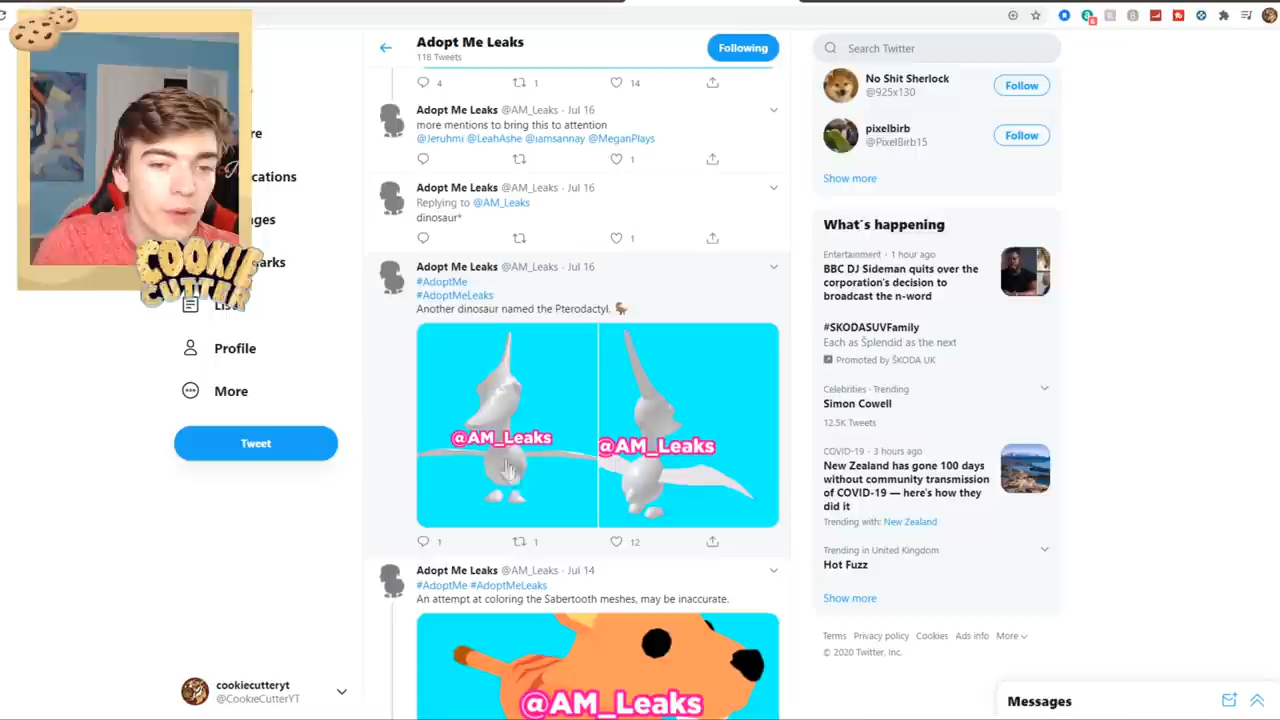 Adopt Me Leaks
118 Tweets
Following
4 1 14
Adopt Me Leaks @AM_Leaks · Jul 16
more mentions to bring this to attention
@Jeruhmi @LeahAshe @iamsannay @MeganPlays
1
Adopt Me Leaks @AM_Leaks · Jul 16
Replying to @AM_Leaks
dinosaur*
1
Adopt Me Leaks @AM_Leaks · Jul 16
#AdoptMe
#AdoptMeLeaks
Another dinosaur named the Pterodactyl.
@AM_Leaks
@AM_Leaks
1 1 12
Adopt Me Leaks @AM_Leaks · Jul 14
#AdoptMe #AdoptMeLeaks
An attempt at coloring the Sabertooth meshes, may be inaccurate.
@AM_Leaks
COOKIE
CUTTER
Profile
More
Tweet
cookiecutteryt
@CookieCutterYT
Search Twitter
No Shit Sherlock
@925x130
Follow
pixelbirb
@PixelBirb15
Follow
Show more
What's happening
Entertainment · 1 hour ago
BBC DJ Sideman quits over the
corporation's decision to
broadcast the n-word
#SKODASUVFamily
Each as Šplendid as the next
Promoted by ŠKODA UK
Celebrities · Trending
Simon Cowell
12.5K Tweets
COVID-19 · 3 hours ago
New Zealand has gone 100 days
without community transmission
of COVID-19 — here's how they
did it
Trending with: New Zealand
Trending in United Kingdom
Hot Fuzz
Show more
Terms Privacy policy Cookies Ads info More
© 2020 Twitter, Inc.
Messages